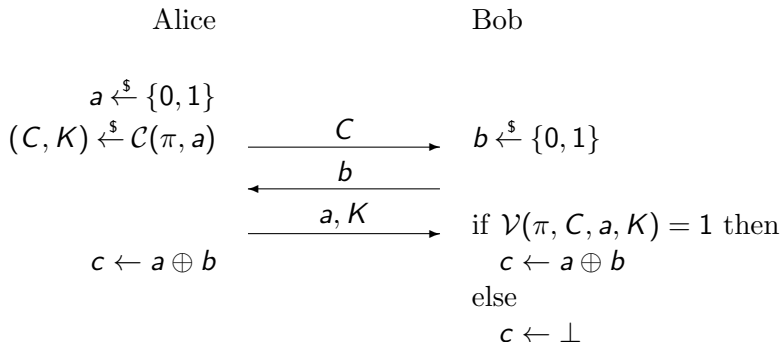 Alice Bob
a ←$ {0, 1}
(C, K) ←$ 𝒞(π, a) C b ←$ {0, 1}
b
a, K if 𝒱(π, C, a, K) = 1 then
c ← a ⊕ b c ← a ⊕ b
else
c ← ⊥